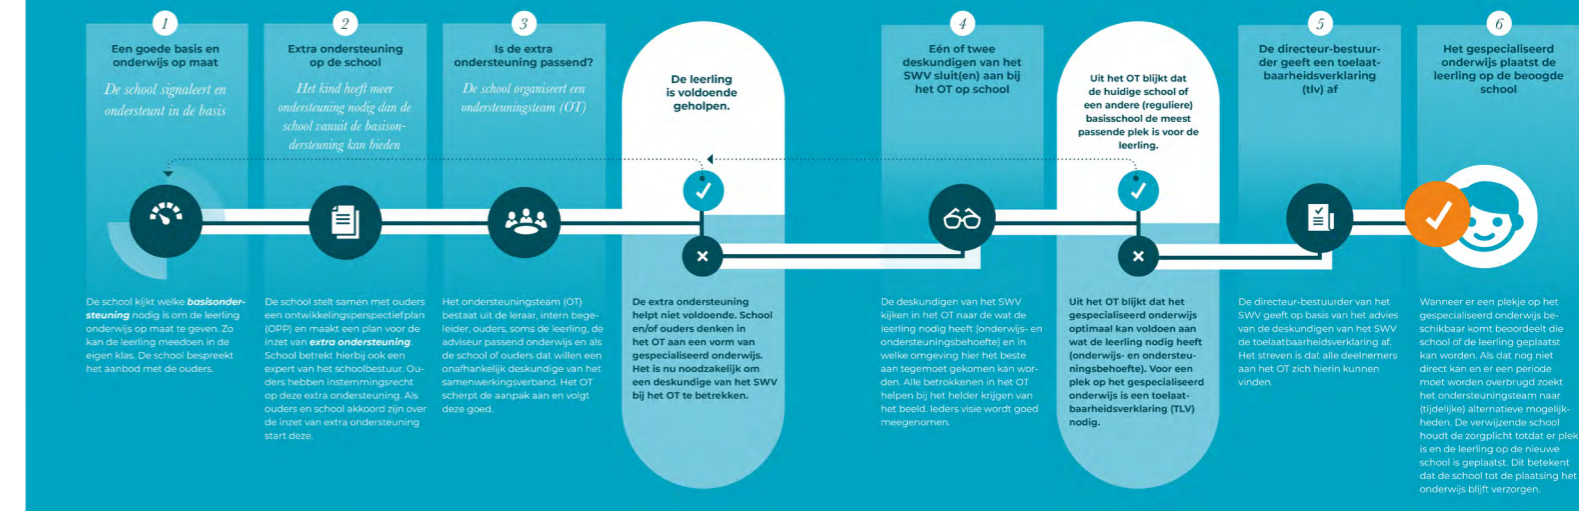 1
Een goede basis en
onderwijs op maat
De school signaleert en
ondersteunt in de basis
De school kijkt welke basisonder-
steuning nodig is om de leerling
onderwijs op maat te geven. Zo
kan de leerling meedoen in de
eigen klas. De school bespreekt
het aanbod met de ouders.
2
Extra ondersteuning
op de school
Het kind heeft meer
ondersteuning nodig dan de
school vanuit de basison-
dersteuning kan bieden
De school stelt samen met ouders
een ontwikkelingsperspectiefplan
(OPP) en maakt een plan voor de
inzet van extra ondersteuning.
School betrekt hierbij ook een
expert van het schoolbestuur. Ou-
ders hebben instemmingsrecht
op deze extra ondersteuning. Als
ouders en school akkoord zijn over
de inzet van extra ondersteuning
start deze.
3
Is de extra
ondersteuning passend?
De school organiseert een
ondersteuningsteam (OT)
Het ondersteuningsteam (OT)
bestaat uit de leraar, intern bege-
leider, ouders, soms de leerling, de
adviseur passend onderwijs en als
de school of ouders dat willen een
onafhankelijk deskundige van het
samenwerkingsverband. Het OT
scherpt de aanpak aan en volgt
deze goed.
De leerling
is voldoende
geholpen.
De extra ondersteuning
helpt niet voldoende. School
en/of ouders denken in
het OT aan een vorm van
gespecialiseerd onderwijs.
Het is nu noodzakelijk om
een deskundige van het SWV
bij het OT te betrekken.
4
Eén of twee
deskundigen van het
SWV sluit(en) aan bij
het OT op school
De deskundigen van het SWV
kijken in het OT naar de wat de
leerling nodig heeft (onderwijs- en
ondersteuningsbehoefte) en in
welke omgeving hier het beste
aan tegemoet gekomen kan wor-
den. Alle betrokkenen in het OT
helpen bij het helder krijgen van
het beeld. Ieders visie wordt goed
meegenomen.
Uit het OT blijkt dat
de huidige school of
een andere (reguliere)
basisschool de meest
passende plek is voor de
leerling.
Uit het OT blijkt dat het
gespecialiseerd onderwijs
optimaal kan voldoen aan
wat de leerling nodig heeft
(onderwijs- en ondersteu-
ningsbehoefte). Voor een
plek op het gespecialiseerd
onderwijs is een toelaat-
baarheidsverklaring (TLV)
nodig.
5
De directeur-bestuur-
der geeft een toelaat-
baarheidsverklaring
(tlv) af
De directeur-bestuurder van het
SWV geeft op basis van het advies
van de deskundigen van het SWV
de toelaatbaarheidsverklaring af.
Het streven is dat alle deelnemers
aan het OT zich hierin kunnen
vinden.
6
Het gespecialiseerd
onderwijs plaatst de
leerling op de beoogde
school
Wanneer er een plekje op het
gespecialiseerd onderwijs be-
schikbaar komt beoordeelt die
school of de leerling geplaatst
kan worden. Als dat nog niet
direct kan en er een periode
moet worden overbrugd zoekt
het ondersteuningsteam naar
(tijdelijke) alternatieve mogelijk-
heden. De verwijzende school
houdt de zorgplicht totdat er plek
is en de leerling op de nieuwe
school is geplaatst. Dit betekent
dat de school tot de plaatsing het
onderwijs blijft verzorgen.